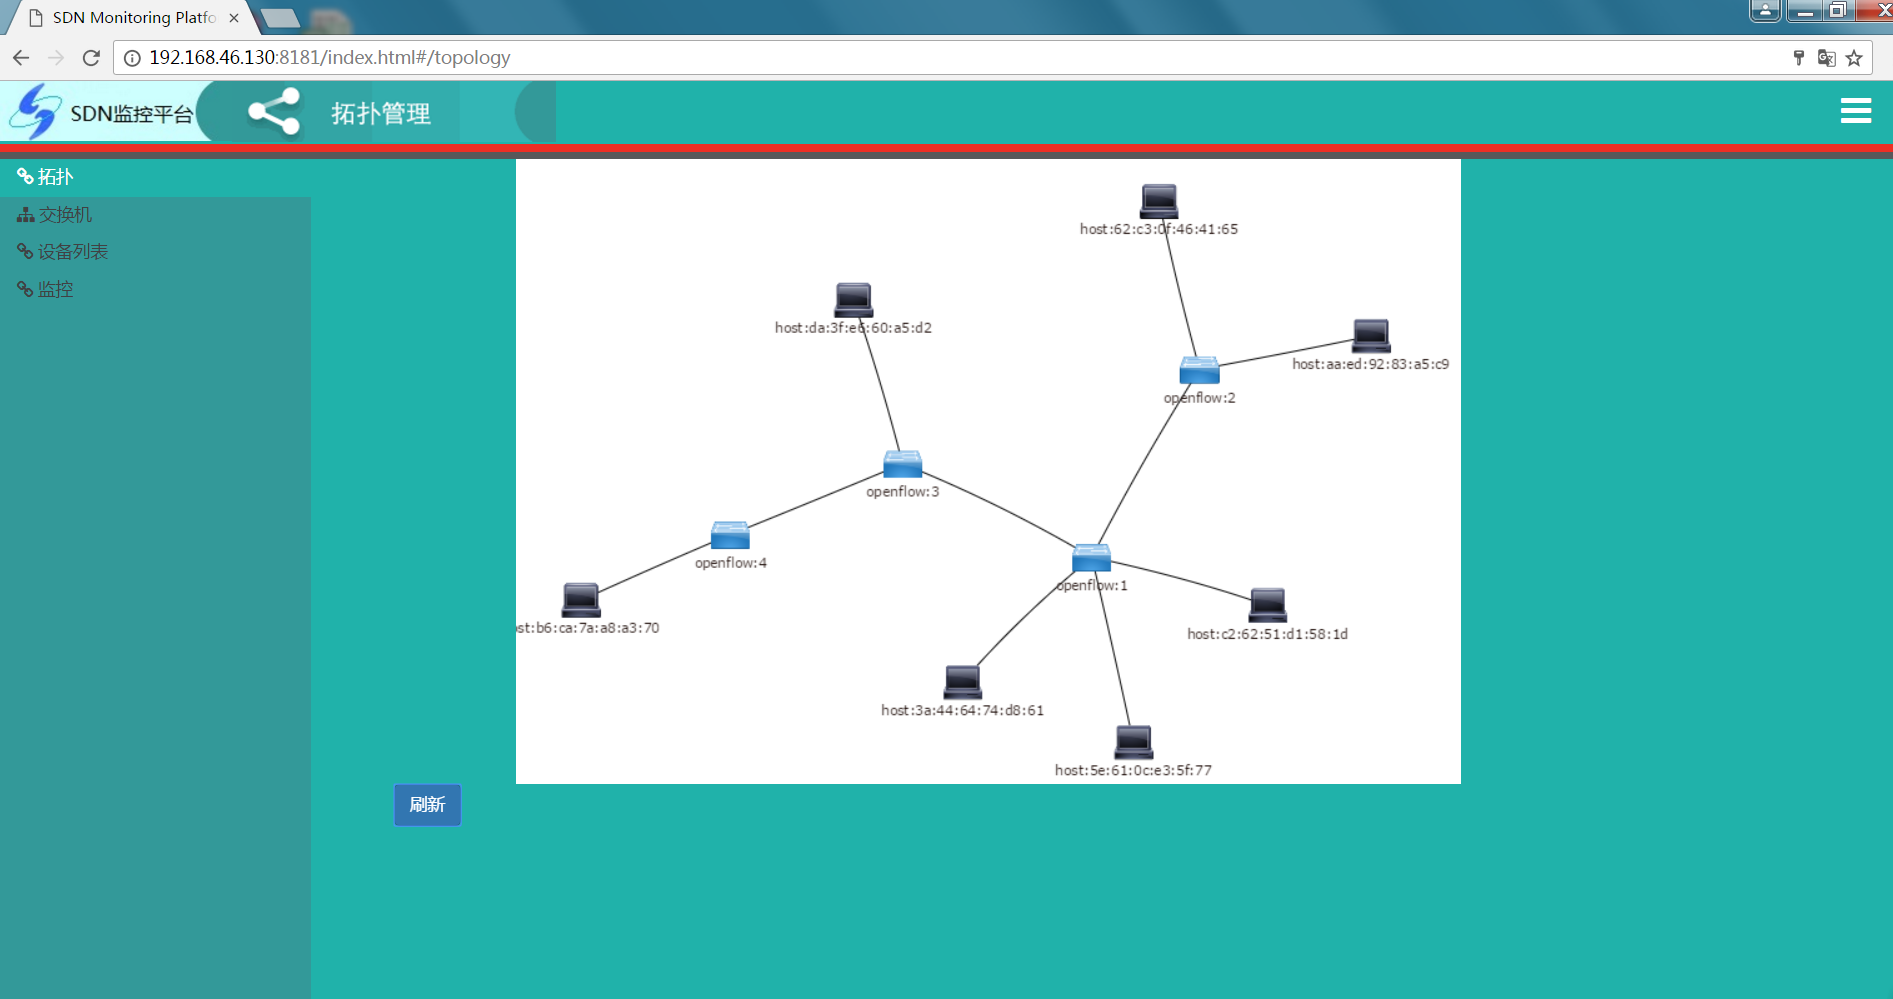 SDN Monitoring Platfo
192.168.46.130:8181/index.html#/topology
SDN监控平台
拓扑管理
拓扑
交换机
设备列表
监控
host:62:c3:0f:46:41:65
host:da:3f:e6:60:a5:d2
host:aa:ed:92:83:a5:c9
openflow:2
openflow:3
openflow:4
openflow:1
ost:b6:ca:7a:a8:a3:70
host:c2:62:51:d1:58:1d
host:3a:44:64:74:d8:61
host:5e:61:0c:e3:5f:77
刷新